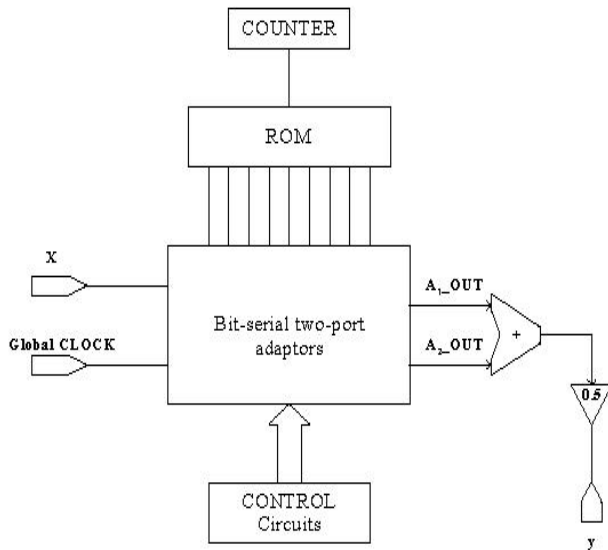 COUNTER
ROM
X
Global CLOCK
Bit-serial two-port
adaptors
A₁_OUT
A₂_OUT
+
0.5
CONTROL
Circuits
y